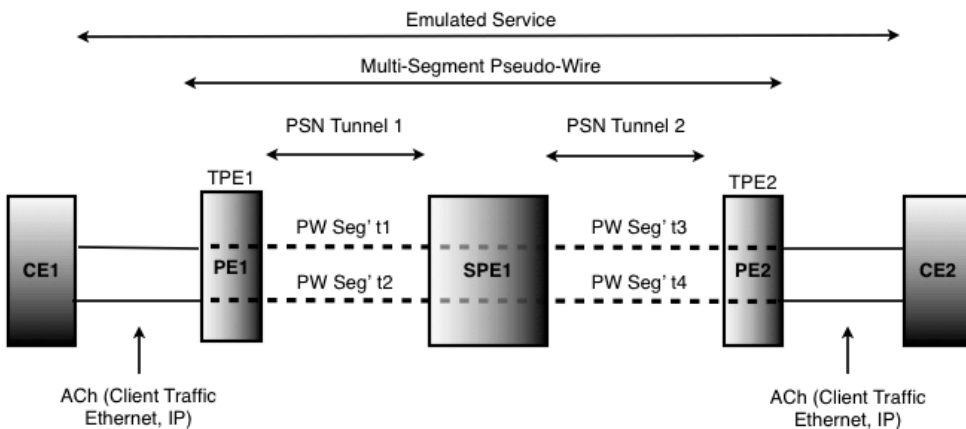 Emulated Service
Multi-Segment Pseudo-Wire
PSN Tunnel 1
PSN Tunnel 2
TPE1
TPE2
PW Seg' t1
PW Seg' t3
CE1
PE1
SPE1
PE2
CE2
PW Seg' t2
PW Seg' t4
ACh (Client Traffic
Ethernet, IP)
ACh (Client Traffic
Ethernet, IP)